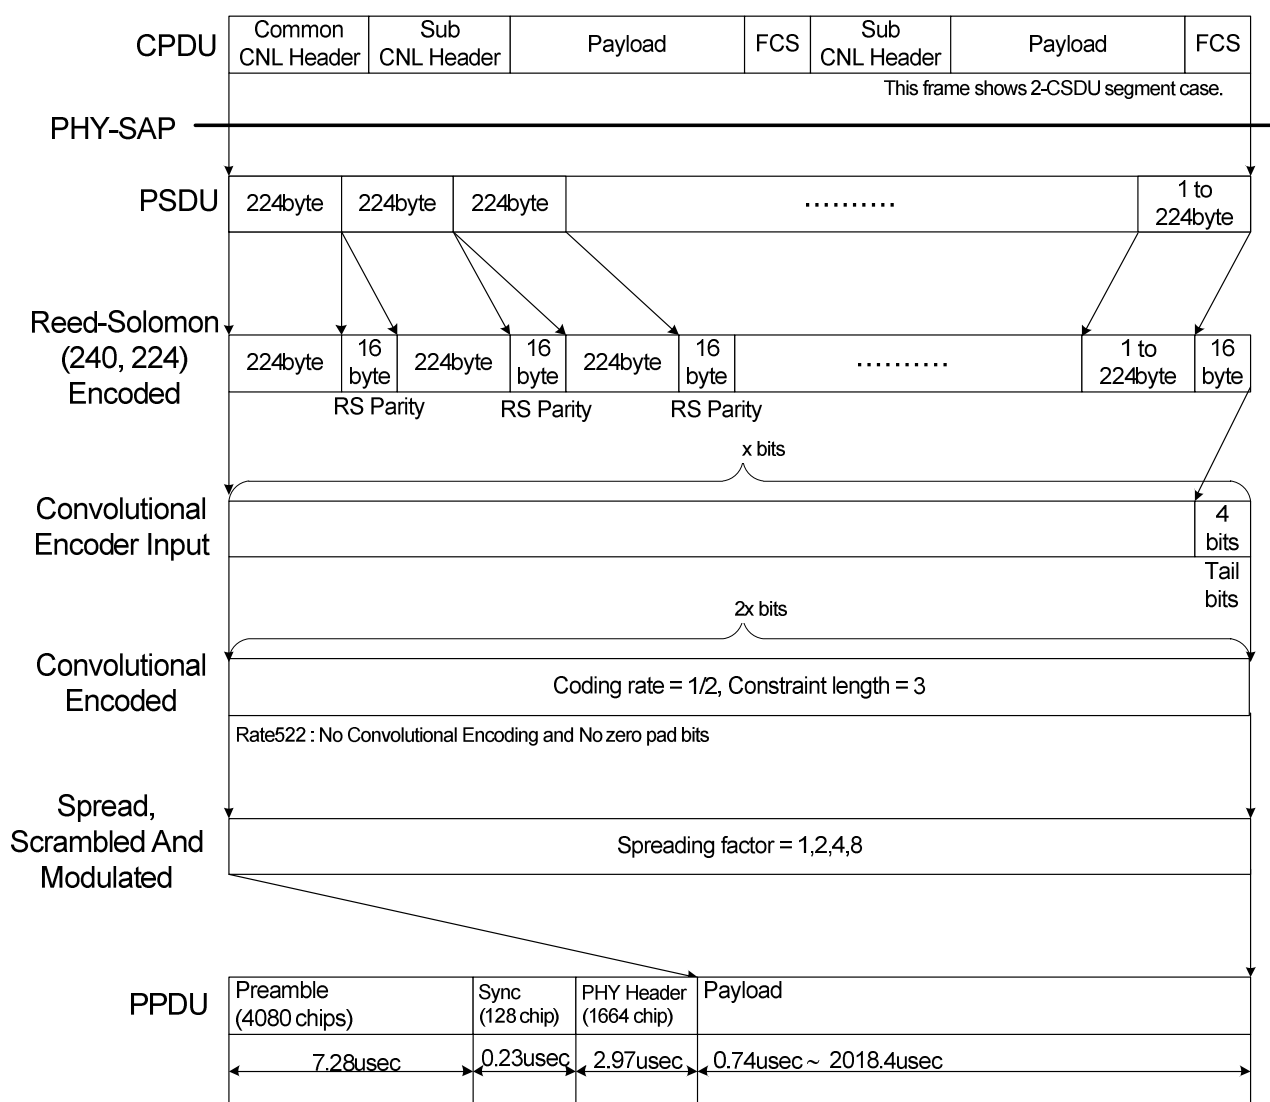 CPDU
Common
CNL Header
Sub
CNL Header
Payload
FCS
Sub
CNL Header
Payload
FCS
This frame shows 2-CSDU segment case.
PHY-SAP
PSDU
224byte
224byte
224byte
..........
1 to
224byte
Reed-Solomon
(240, 224)
Encoded
224byte
16
byte
224byte
16
byte
224byte
16
byte
..........
1 to
224byte
16
byte
RS Parity
RS Parity
RS Parity
x bits
Convolutional
Encoder Input
4
bits
Tail
bits
2x bits
Convolutional
Encoded
Coding rate = 1/2, Constraint length = 3
Rate522 : No Convolutional Encoding and No zero pad bits
Spread,
Scrambled And
Modulated
Spreading factor = 1,2,4,8
PPDU
Preamble
(4080 chips)
Sync
(128 chip)
PHY Header
(1664 chip)
Payload
7.28usec
0.23usec
2.97usec
0.74usec ~ 2018.4usec